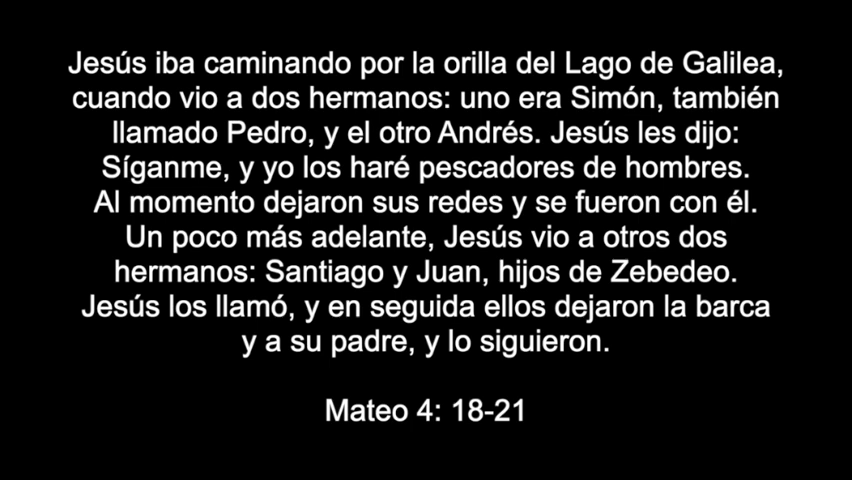 Jesús iba caminando por la orilla del Lago de Galilea,
cuando vio a dos hermanos: uno era Simón, también
llamado Pedro, y el otro Andrés. Jesús les dijo:
Síganme, y yo los haré pescadores de hombres.
Al momento dejaron sus redes y se fueron con él.
Un poco más adelante, Jesús vio a otros dos
hermanos: Santiago y Juan, hijos de Zebedeo.
Jesús los llamó, y en seguida ellos dejaron la barca
y a su padre, y lo siguieron.
Mateo 4: 18-21